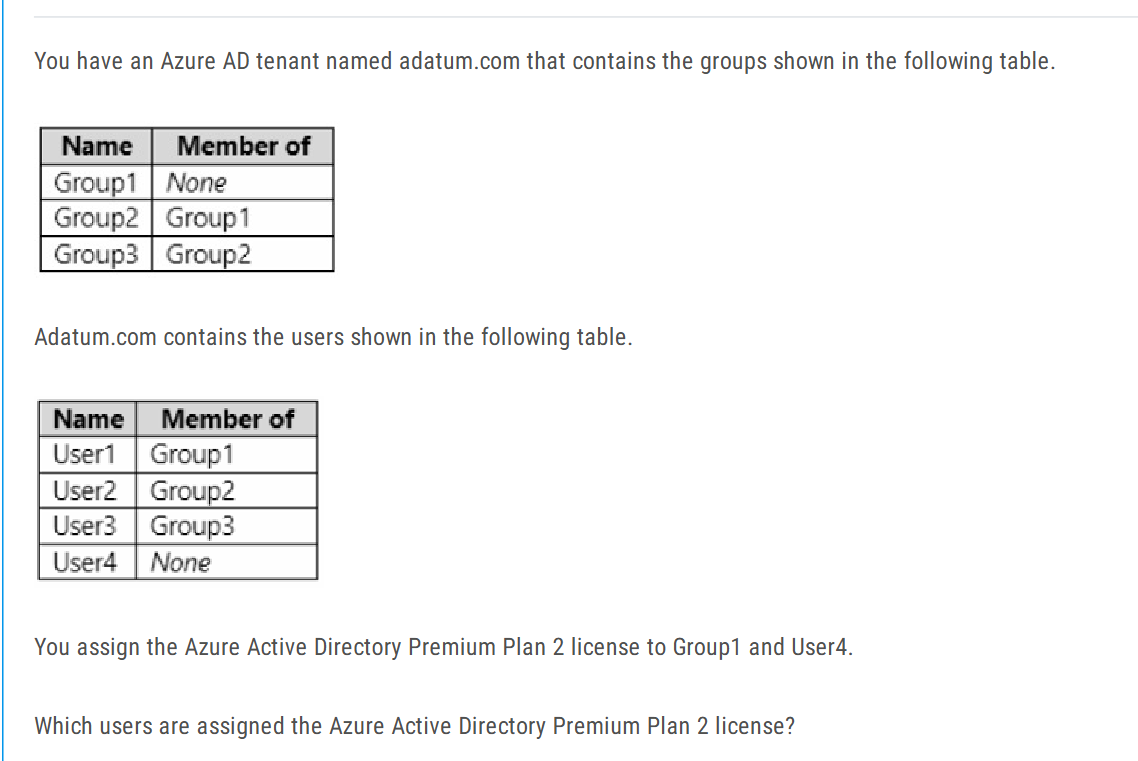 You have an Azure AD tenant named adatum.com that contains the groups shown in the following table.
Name Member of
Group1 None
Group2 Group1
Group3 Group2
Adatum.com contains the users shown in the following table.
Name Member of
User1 Group1
User2 Group2
User3 Group3
User4 None
You assign the Azure Active Directory Premium Plan 2 license to Group1 and User4.
Which users are assigned the Azure Active Directory Premium Plan 2 license?